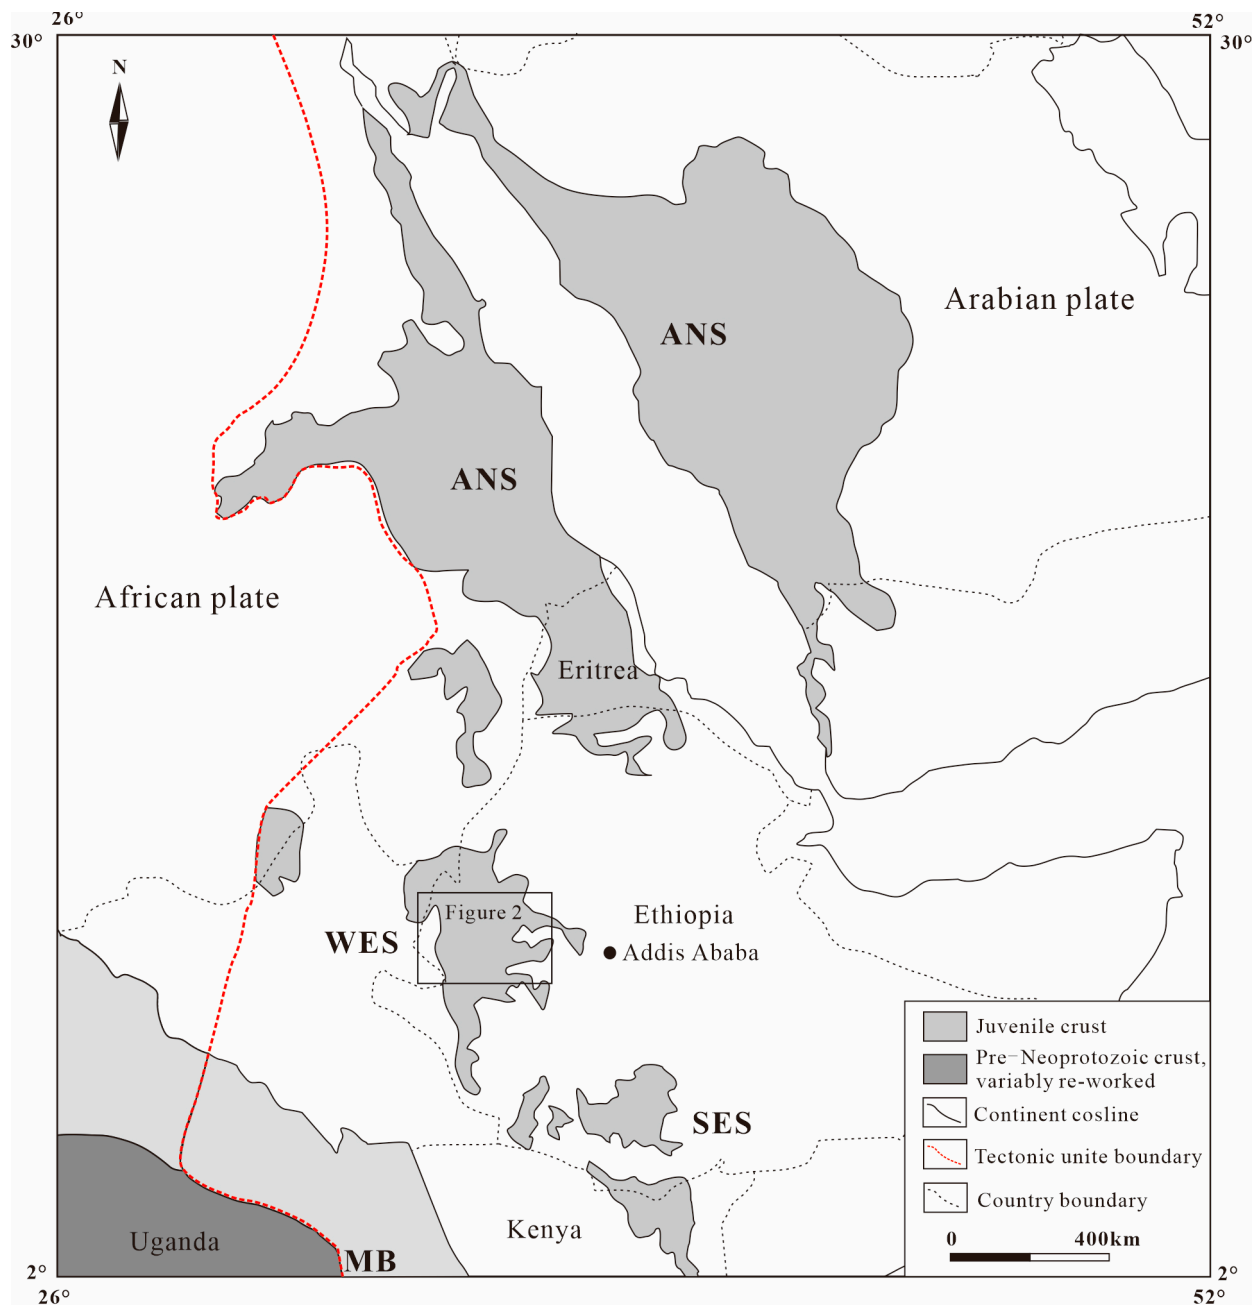 26°
52°
30°
30°
N
Arabian plate
ANS
ANS
African plate
Eritrea
Figure 2
Ethiopia
WES
Addis Ababa
Juvenile crust
Pre-Neoprotozoic crust,
variably re-worked
Continent cosline
SES
Tectonic unite boundary
Country boundary
Kenya
Uganda
0 400km
MB
2°
2°
26°
52°